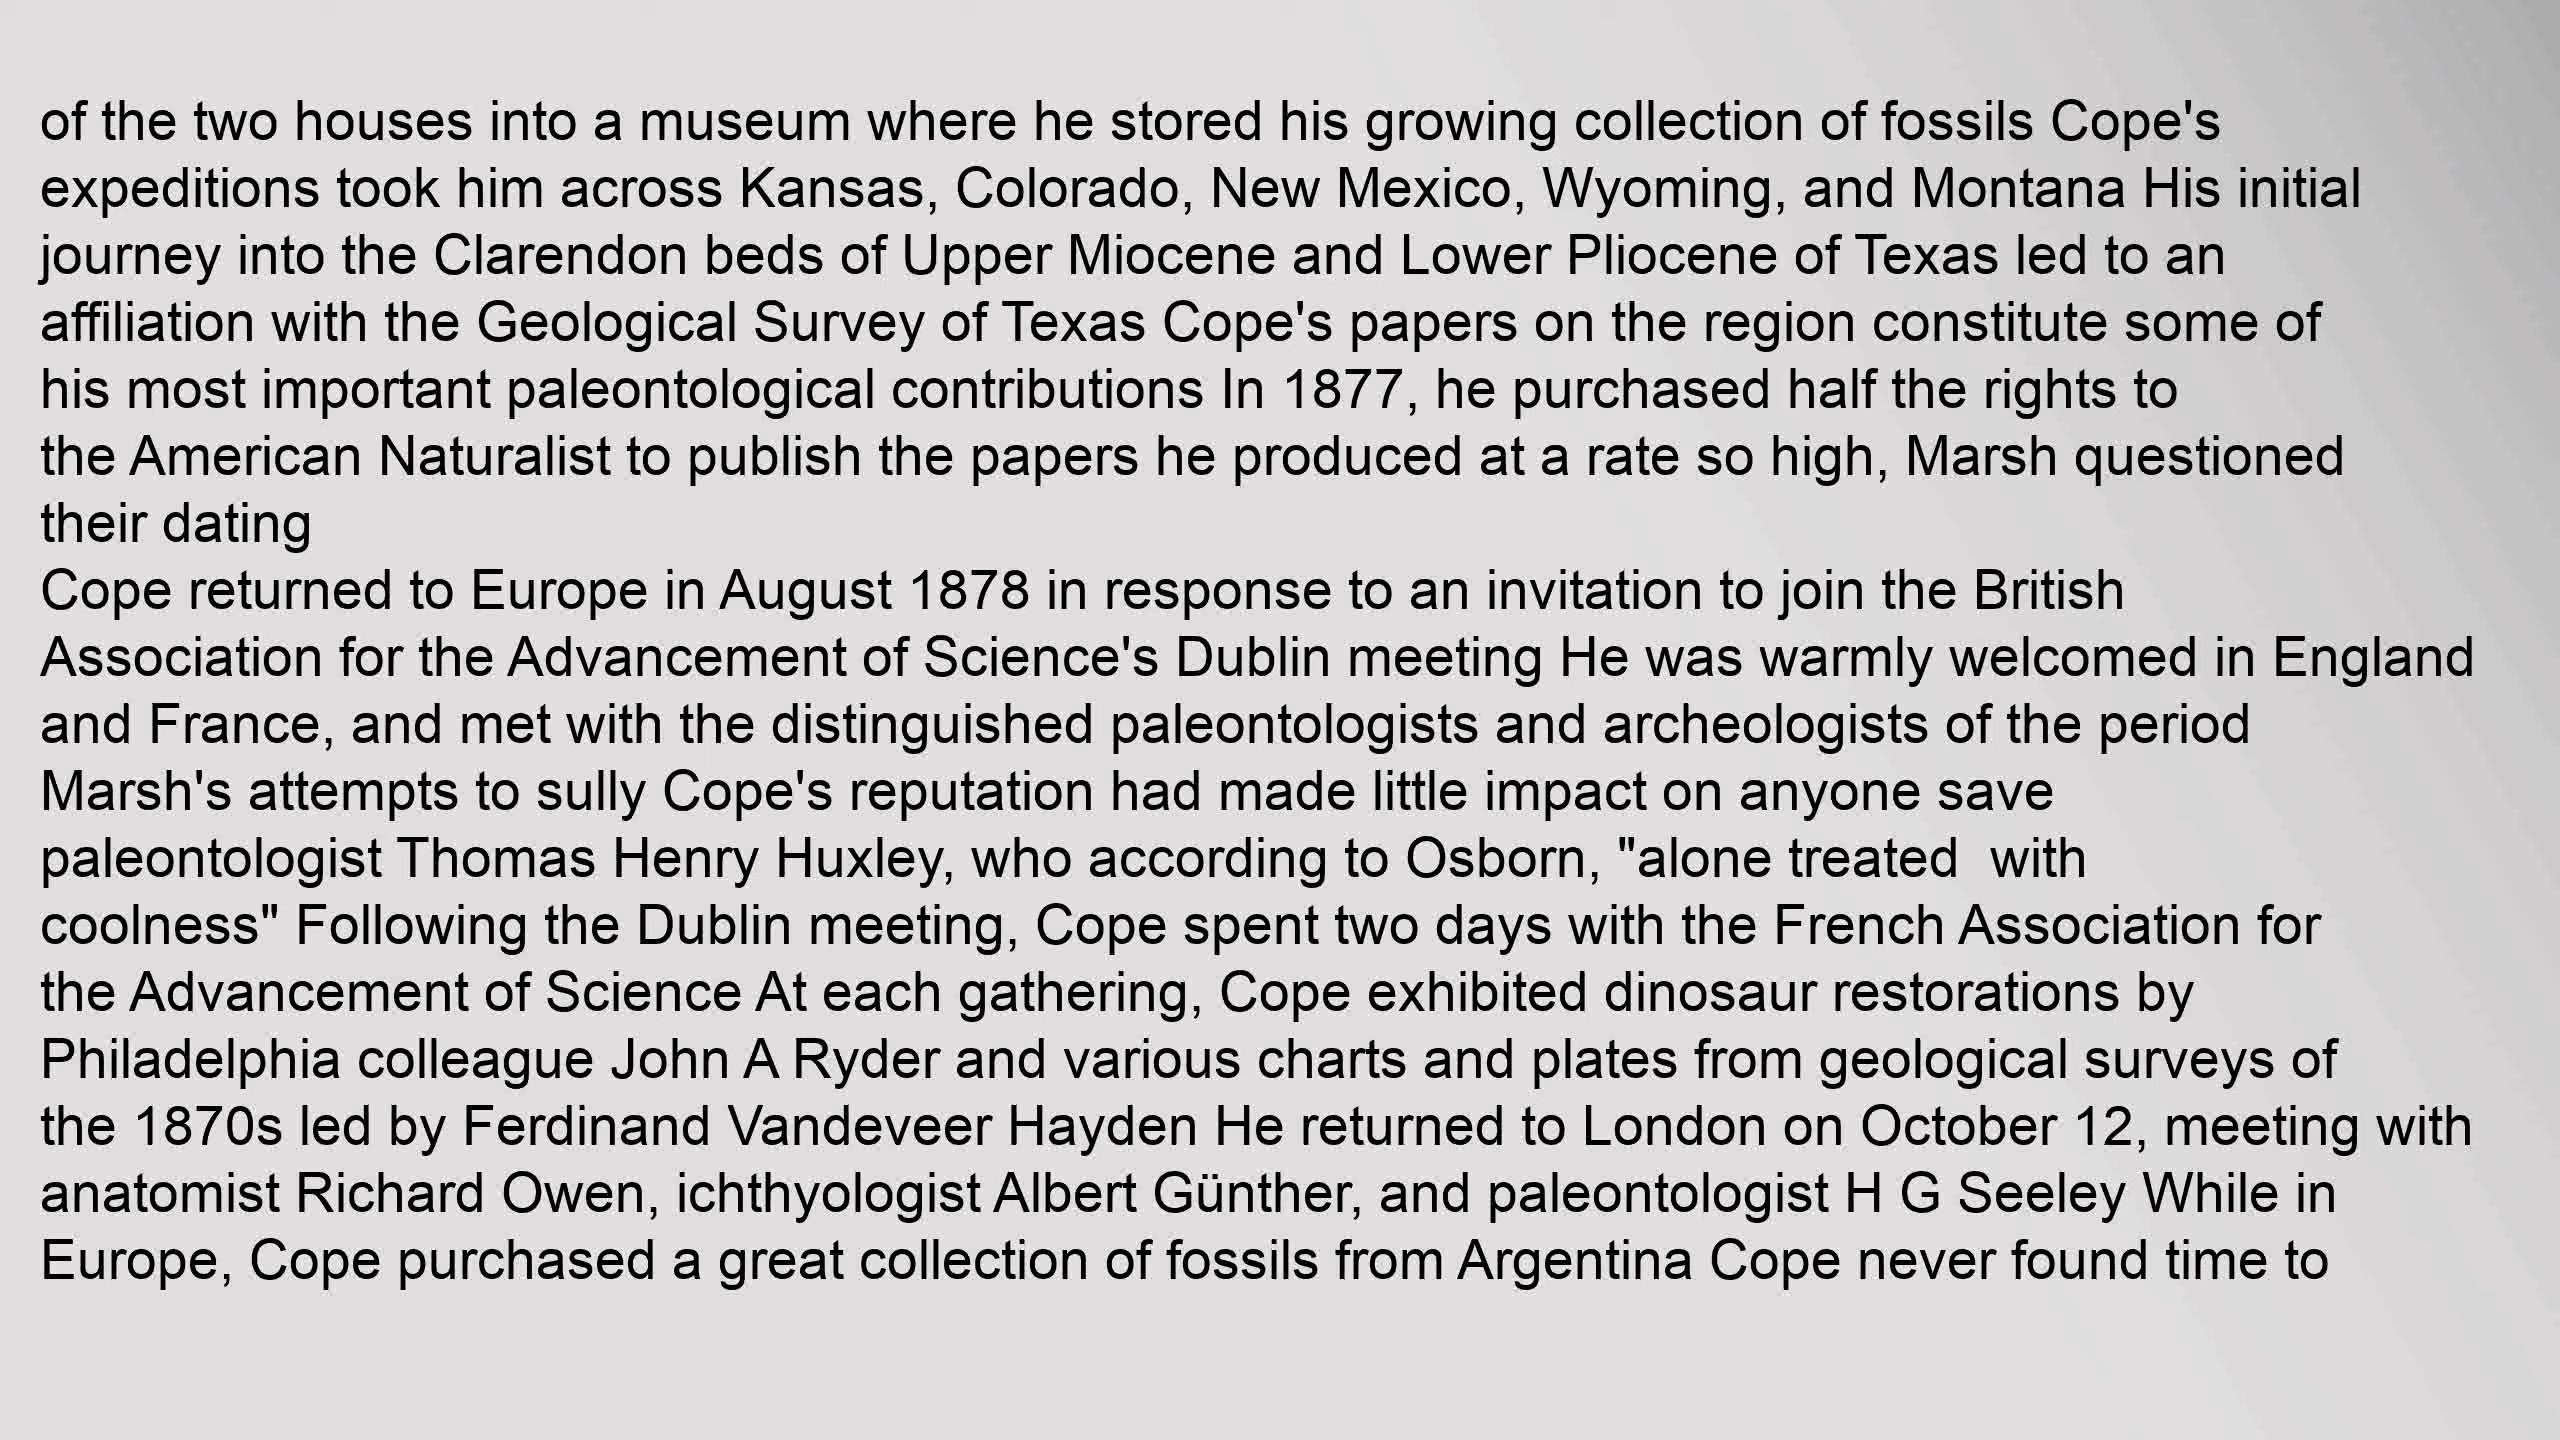 of the two houses into a museum where he stored his growing collection of fossils Cope's
expeditions took him across Kansas, Colorado, New Mexico, Wyoming, and Montana His initial
journey into the Clarendon beds of Upper Miocene and Lower Pliocene of Texas led to an
affiliation with the Geological Survey of Texas Cope's papers on the region constitute some of
his most important paleontological contributions In 1877, he purchased half the rights to
the American Naturalist to publish the papers he produced at a rate so high, Marsh questioned
their dating
Cope returned to Europe in August 1878 in response to an invitation to join the British
Association for the Advancement of Science's Dublin meeting He was warmly welcomed in England
and France, and met with the distinguished paleontologists and archeologists of the period
Marsh's attempts to sully Cope's reputation had made little impact on anyone save
paleontologist Thomas Henry Huxley, who according to Osborn, "alone treated  with
coolness" Following the Dublin meeting, Cope spent two days with the French Association for
the Advancement of Science At each gathering, Cope exhibited dinosaur restorations by
Philadelphia colleague John A Ryder and various charts and plates from geological surveys of
the 1870s led by Ferdinand Vandeveer Hayden He returned to London on October 12, meeting with
anatomist Richard Owen, ichthyologist Albert Günther, and paleontologist H G Seeley While in
Europe, Cope purchased a great collection of fossils from Argentina Cope never found time to